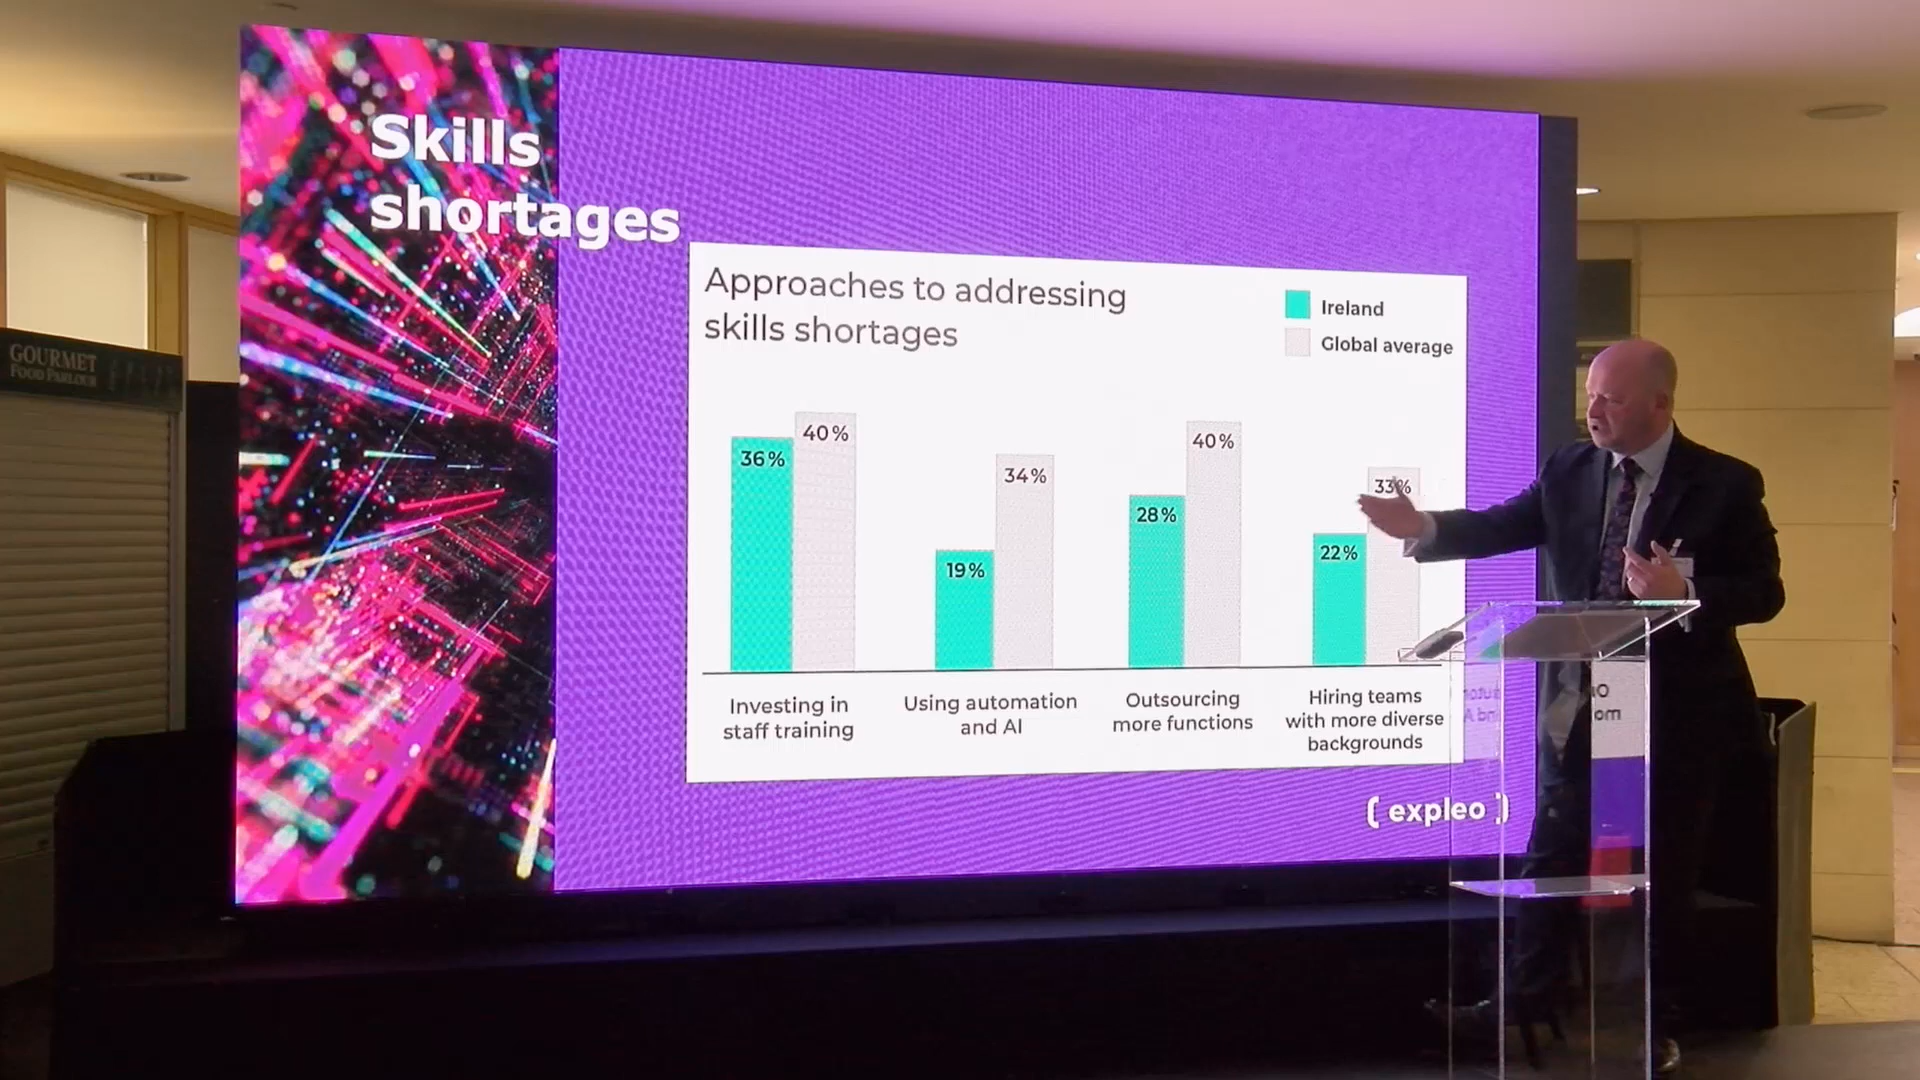 Skills
shortages
GOURMET
FOOD PARLOUR
Approaches to addressing
skills shortages
Ireland
Global average
36%
40%
19%
34%
28%
40%
22%
33%
Investing in
staff training
Using automation
and AI
Outsourcing
more functions
Hiring teams
with more diverse
backgrounds
( expleo )